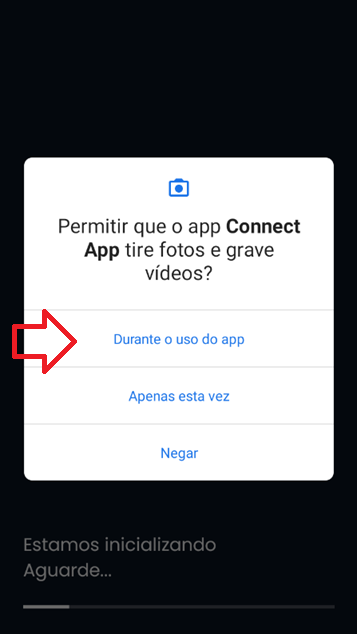 Permitir que o app Connect
App tire fotos e grave
vídeos?
Durante o uso do app
Apenas esta vez
Negar
Estamos inicializando
Aguarde...